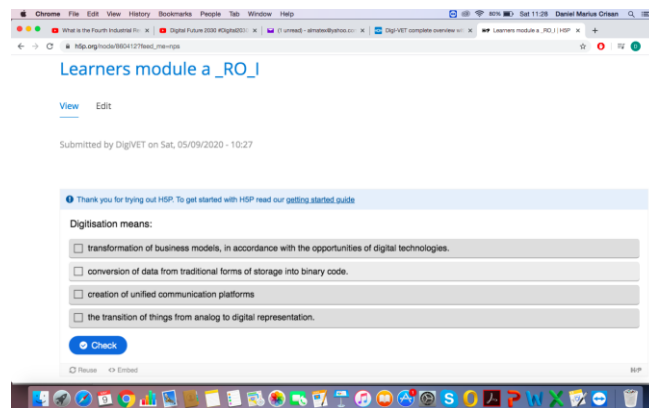 Chrome File Edit View History Bookmarks People Tab Window Help 80% Sat 11:28 Daniel Marius Crisan
What is the Fourth Industrial Re × Digital Future 2030 #Digital2030 × (1 unread) - almatex@yahoo.co × Digi-VET complete overview × Learners module a _RO_I | H5P × +
h5p.org/node/860412?feed_me=nps
Learners module a _RO_I
View Edit
Submitted by DigiVET on Sat, 05/09/2020 - 10:27
Thank you for trying out H5P. To get started with H5P read our getting started guide
Digitisation means:
transformation of business models, in accordance with the opportunities of digital technologies.
conversion of data from traditional forms of storage into binary code.
creation of unified communication platforms
the transition of things from analog to digital representation.
Check
Reuse <> Embed H5P